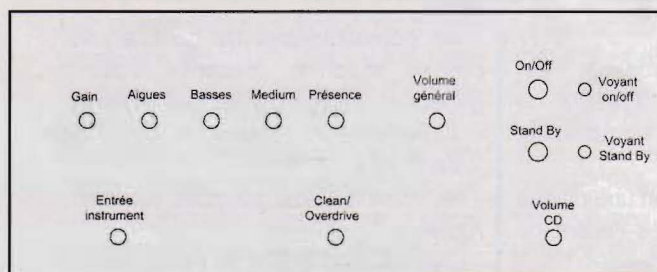 On/Off
Voyant
on/off
Volume
général
Gain
Aigues
Basses
Medium
Présence
Stand By
Voyant
Stand By
Entrée
instrument
Clean/
Overdrive
Volume
CD